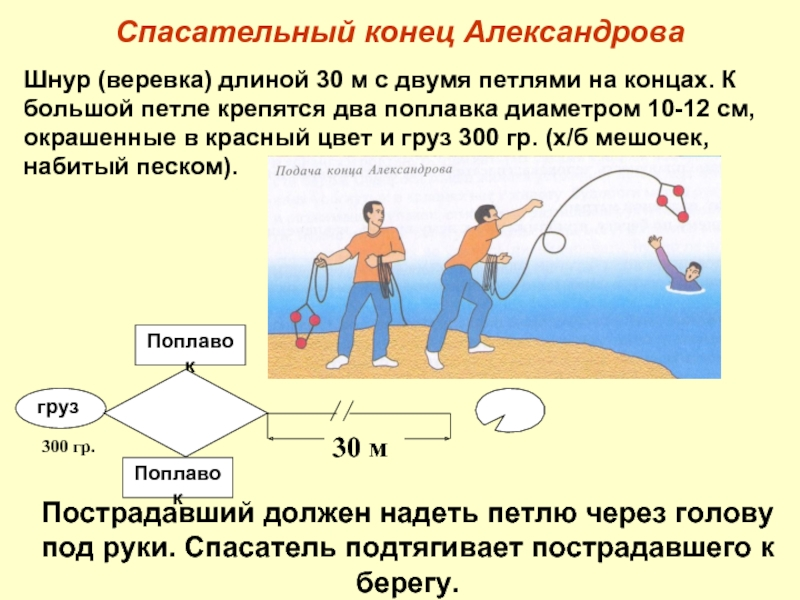 Спасательный конец Александрова
Шнур (веревка) длиной 30 м с двумя петлями на концах. К
большой петле крепятся два поплавка диаметром 10-12 см,
окрашенные в красный цвет и груз 300 гр. (х/б мешочек,
набитый песком).
Подача конца Александрова
Поплаво
к
груз
300 гр.
30 м
Поплаво
к
Пострадавший должен надеть петлю через голову
под руки. Спасатель подтягивает пострадавшего к
берегу.